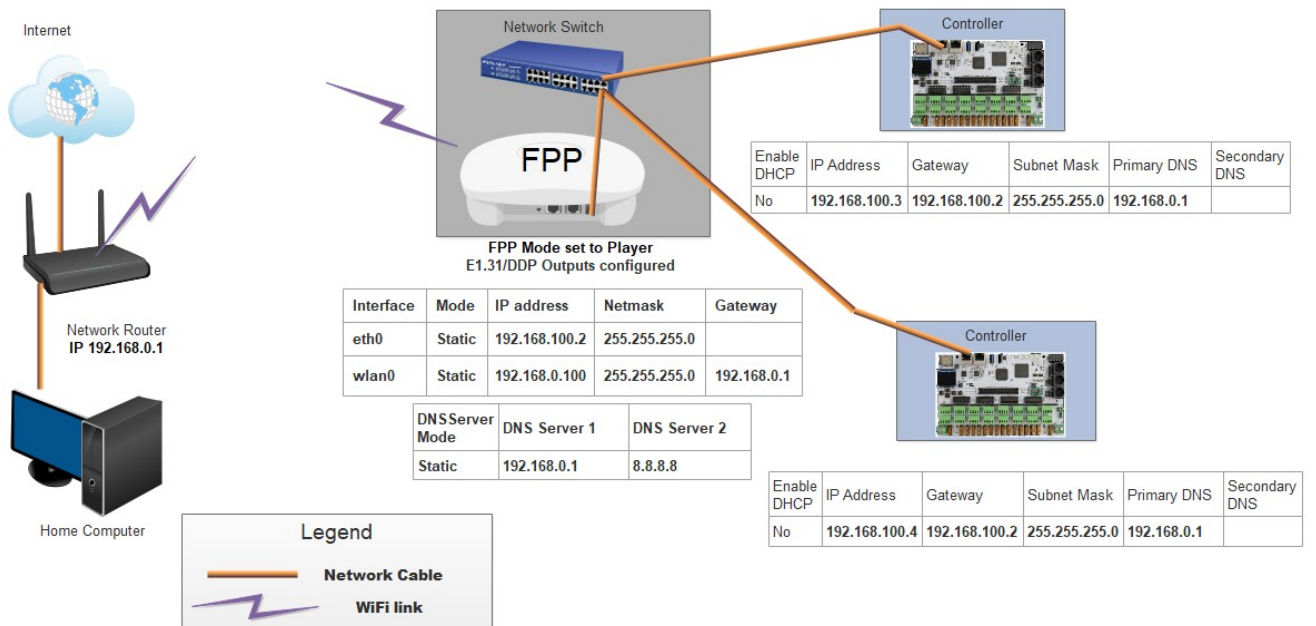 Internet
Network Router
IP 192.168.0.1
Home Computer
Network Switch
FPP
FPP Mode set to Player
E1.31/DDP Outputs configured
Interface Mode IP address Netmask Gateway
eth0 Static 192.168.100.2 255.255.255.0
wlan0 Static 192.168.0.100 255.255.255.0 192.168.0.1
DNSServer Mode DNS Server 1 DNS Server 2
Static 192.168.0.1 8.8.8.8
Controller
Enable DHCP IP Address Gateway Subnet Mask Primary DNS Secondary DNS
No 192.168.100.3 192.168.100.2 255.255.255.0 192.168.0.1
Controller
Enable DHCP IP Address Gateway Subnet Mask Primary DNS Secondary DNS
No 192.168.100.4 192.168.100.2 255.255.255.0 192.168.0.1
Legend
Network Cable
WiFi link